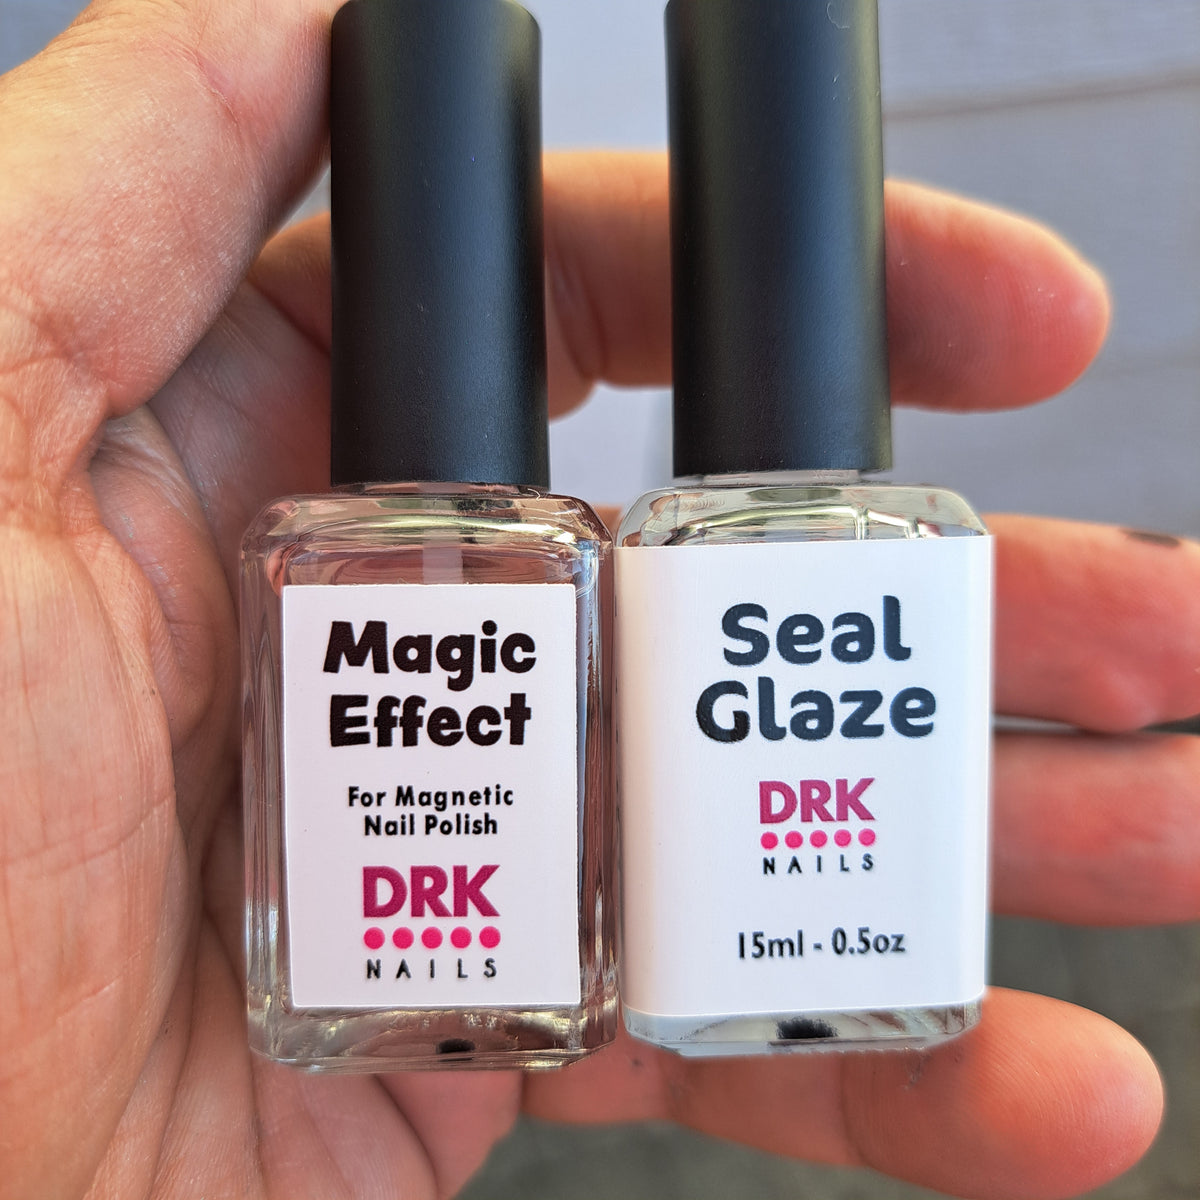 Magic
Effect
For Magnetic
Nail Polish
DRK
NAILS
Seal
Glaze
DRK
NAILS
15ml - 0.5oz